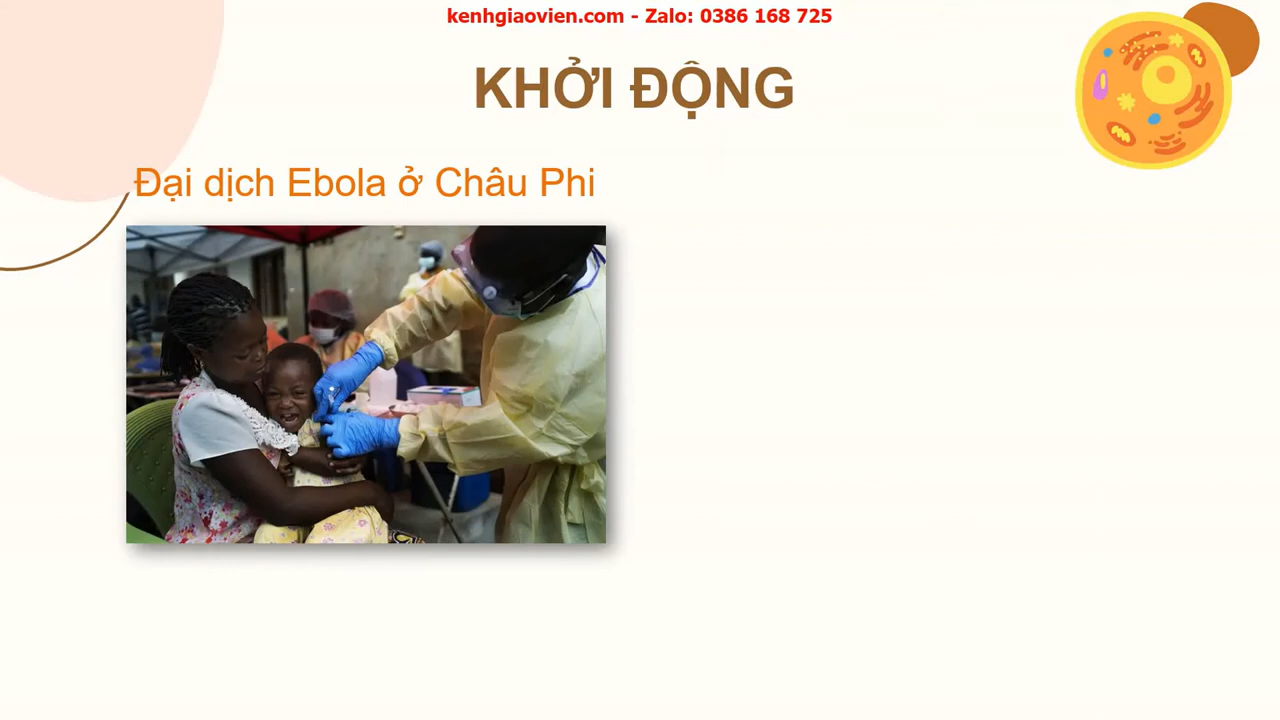 kenhgiaovien.com - Zalo: 0386 168 725
KHỞI ĐỘNG
Đại dịch Ebola ở Châu Phi